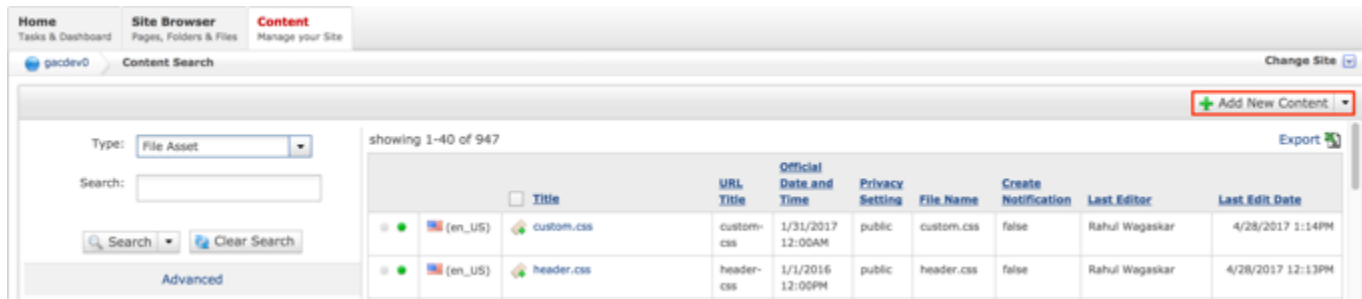 Home Site Browser Content
Tasks & Dashboard Pages, Folders & Files Manage your Site
gacdev0 Content Search Change Site
Add New Content
Type: File Asset showing 1-40 of 947 Export
Search:
Title URL Title Official Date and Time Privacy Setting File Name Create Notification Last Editor Last Edit Date
(en_US) custom.css custom-css 1/31/2017 12:00AM public custom.css false Rahul Wagaskar 4/28/2017 1:14PM
Search Clear Search
(en_US) header.css header-css 1/1/2016 12:00PM public header.css false Rahul Wagaskar 4/28/2017 12:13PM
Advanced